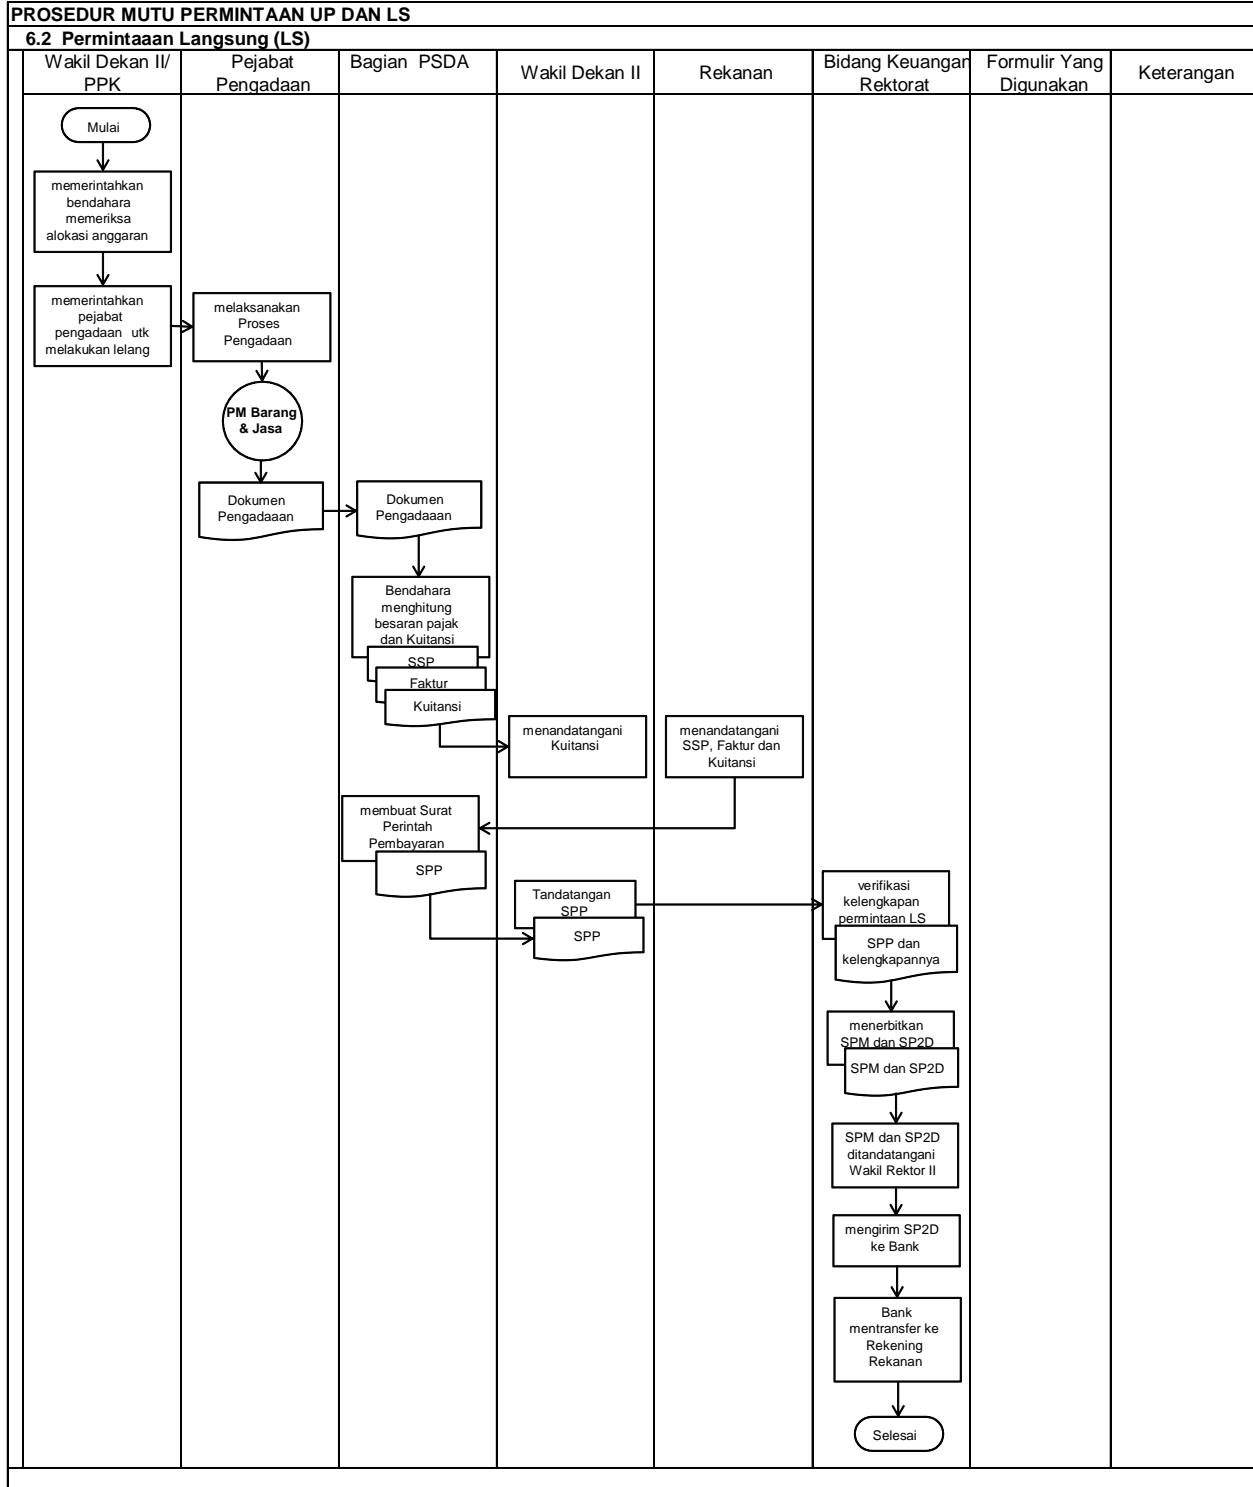 PROSEDUR MUTU PERMINTAAN UP DAN LS
6.2 Permintaaan Langsung (LS)
Wakil Dekan II/
PPK
Pejabat
Pengadaan
Bagian PSDA
Wakil Dekan II
Rekanan
Bidang Keuangan
Rektorat
Formulir Yang
Digunakan
Keterangan
Mulai
memerintahkan
bendahara
memeriksa
alokasi anggaran
memerintahkan
pejabat
pengadaan utk
melakukan lelang
melaksanakan
Proses
Pengadaan
PM Barang
& Jasa
Dokumen
Pengadaaan
Dokumen
Pengadaaan
Bendahara
menghitung
besaran pajak
dan Kuitansi
SSP
Faktur
Kuitansi
menandatangani
Kuitansi
menandatangani
SSP, Faktur dan
Kuitansi
membuat Surat
Perintah
Pembayaran
SPP
Tandatangan
SPP
SPP
verifikasi
kelengkapan
permintaan LS
SPP dan
kelengkapannya
menerbitkan
SPM dan SP2D
SPM dan SP2D
SPM dan SP2D
ditandatangani
Wakil Rektor II
mengirim SP2D
ke Bank
Bank
mentransfer ke
Rekening
Rekanan
Selesai